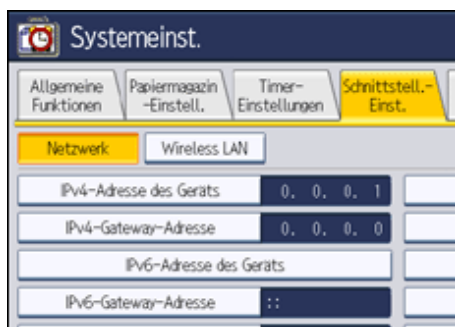 Systemeinst.
Allgemeine Funktionen
Papiermagazin -Einstell.
Timer- Einstellungen
Schnittstell.- Einst.
Netzwerk
Wireless LAN
IPv4-Adresse des Geräts 0. 0. 0. 1
IPv4-Gateway-Adresse 0. 0. 0. 0
IPv6-Adresse des Geräts
IPv6-Gateway-Adresse ::